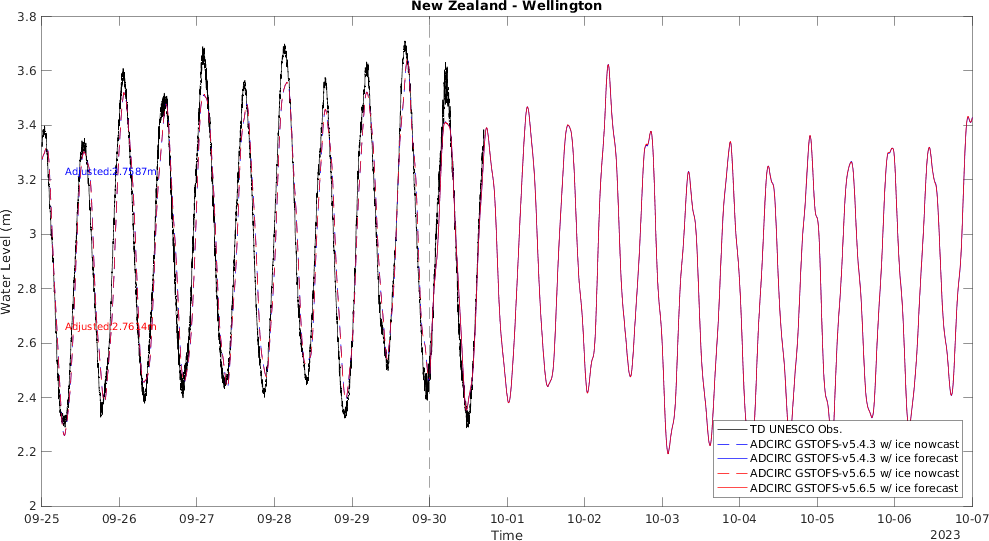 New Zealand - Wellington
3.8
3.6
3.4
3.2
3
2.8
2.6
2.4
2.2
2
Water Level (m)
Adjusted:2.7587m
Adjusted:2.7614m
TD UNESCO Obs.
ADCIRC GSTOFS-v5.4.3 w/ ice nowcast
ADCIRC GSTOFS-v5.4.3 w/ ice forecast
ADCIRC GSTOFS-v5.6.5 w/ ice nowcast
ADCIRC GSTOFS-v5.6.5 w/ ice forecast
09-25 09-26 09-27 09-28 09-29 09-30 10-01 10-02 10-03 10-04 10-05 10-06 10-07
Time
2023